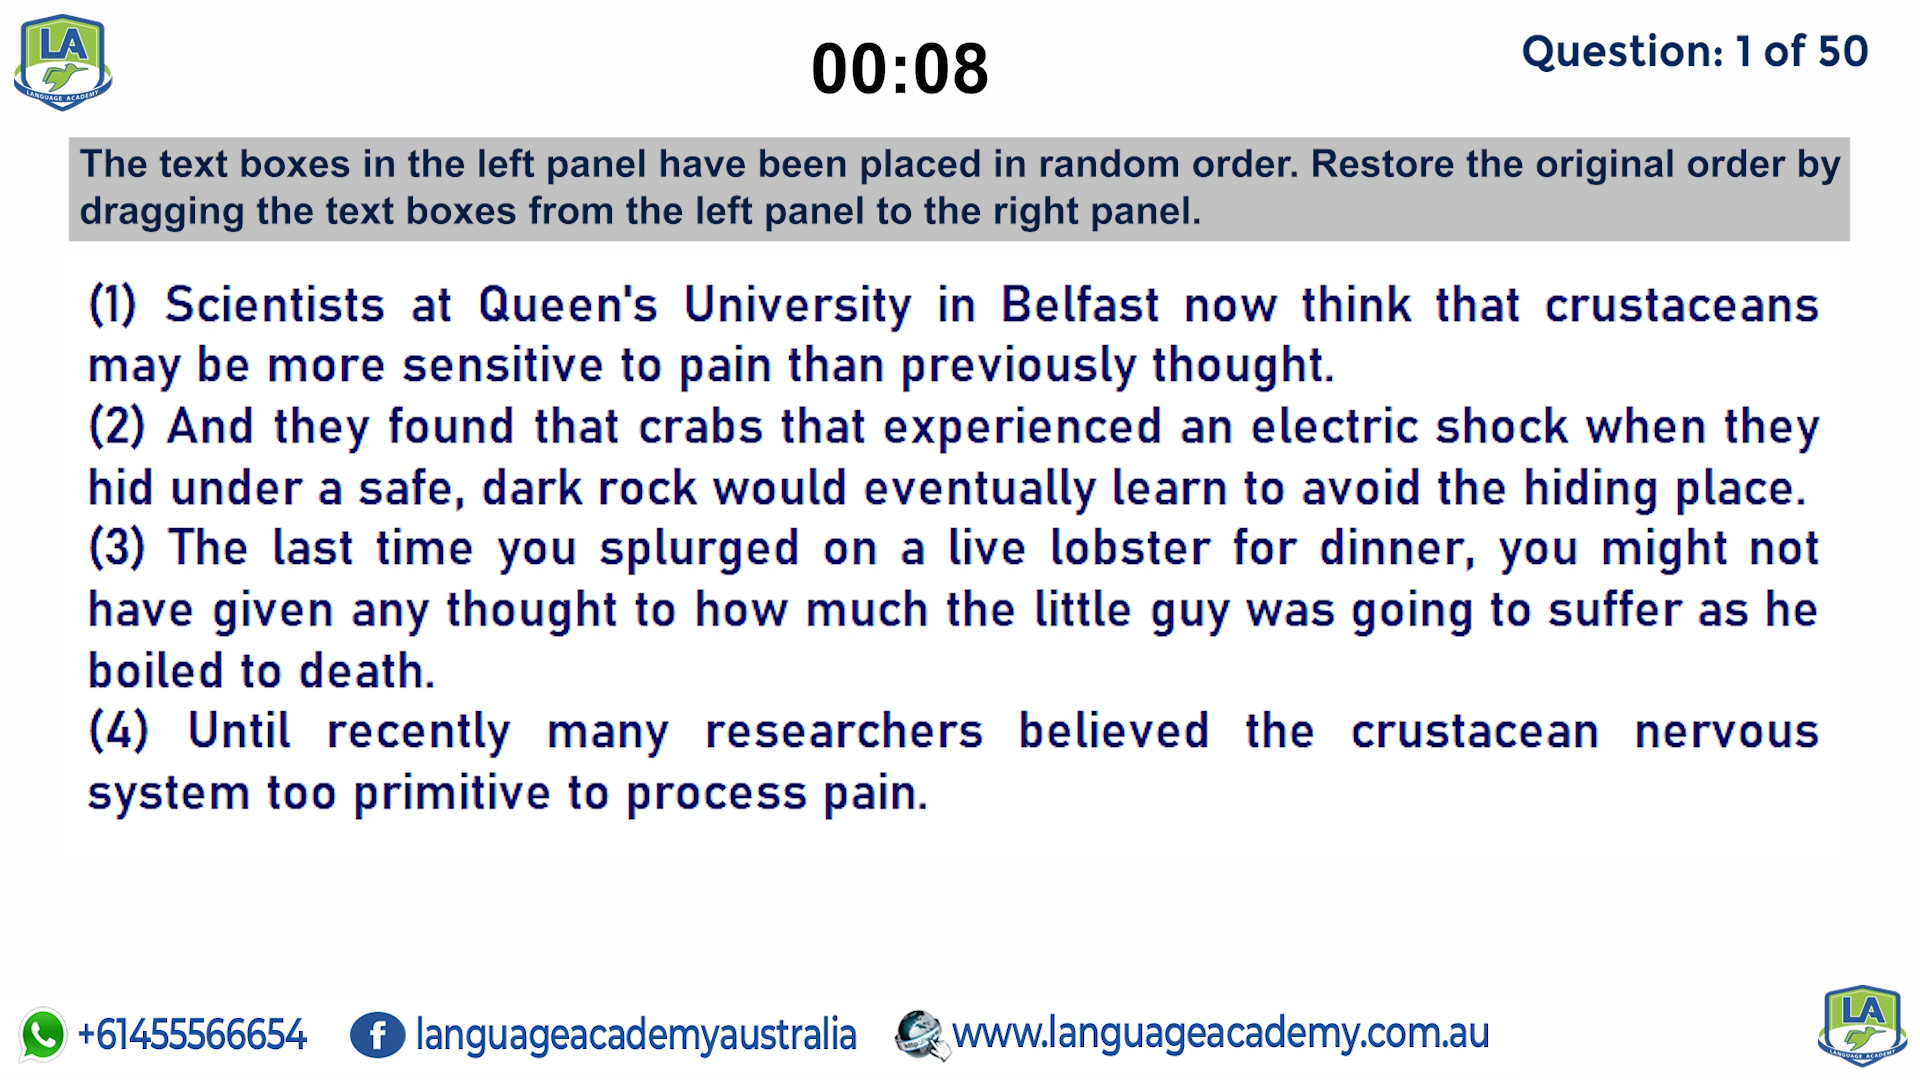 LA
LANGUAGE ACADEMY
00:08
Question: 1 of 50
The text boxes in the left panel have been placed in random order. Restore the original order by
dragging the text boxes from the left panel to the right panel.
(1) Scientists at Queen's University in Belfast now think that crustaceans
may be more sensitive to pain than previously thought.
(2) And they found that crabs that experienced an electric shock when they
hid under a safe, dark rock would eventually learn to avoid the hiding place.
(3) The last time you splurged on a live lobster for dinner, you might not
have given any thought to how much the little guy was going to suffer as he
boiled to death.
(4) Until recently many researchers believed the crustacean nervous
system too primitive to process pain.
+61455566654
f
languageacademyaustralia
www.languageacademy.com.au
LA
LANGUAGE ACADEMY